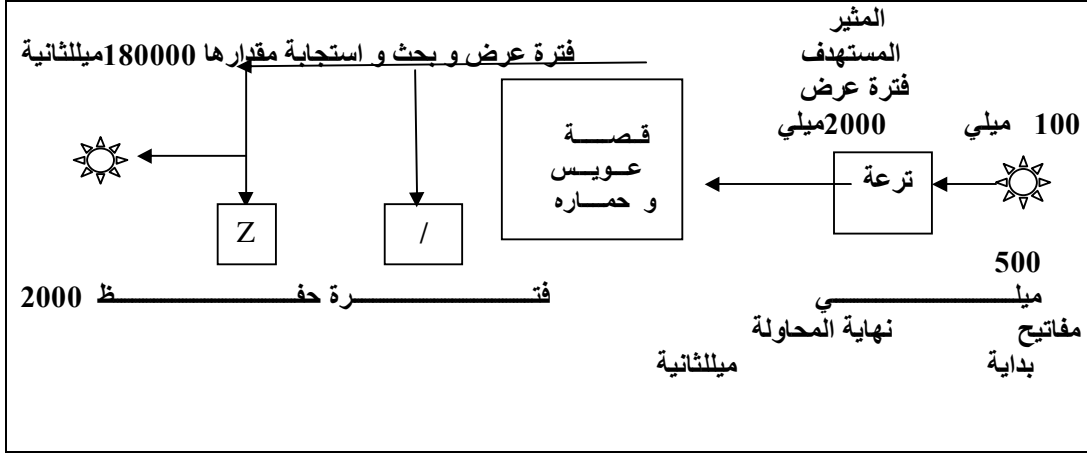 المثير
المستهدف
فترة عرض
100 ميلي 2000ميلي
فترة عرض و بحث و استجابة مقدارها 180000ميللثانية
ترعة
قصة
عويس
و حماره
/
Z
500
ميلي
فترة حفظ 2000
مفاتيح نهاية المحاولة
بداية ميللثانية